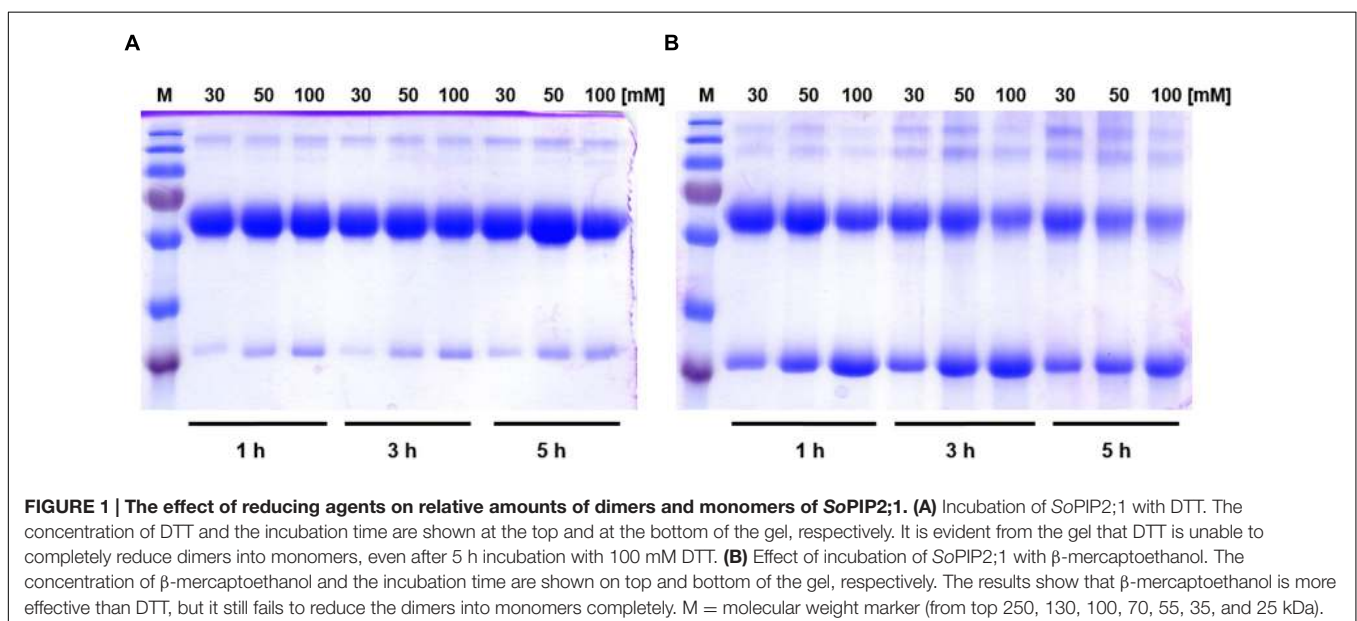 A B
M 30 50 100 30 50 100 30 50 100 [mM] M 30 50 100 30 50 100 30 50 100 [mM]
1 h 3 h 5 h 1 h 3 h 5 h
FIGURE 1 | The effect of reducing agents on relative amounts of dimers and monomers of SoPIP2;1. (A) Incubation of SoPIP2;1 with DTT. The
concentration of DTT and the incubation time are shown at the top and at the bottom of the gel, respectively. It is evident from the gel that DTT is unable to
completely reduce dimers into monomers, even after 5 h incubation with 100 mM DTT. (B) Effect of incubation of SoPIP2;1 with β-mercaptoethanol. The
concentration of β-mercaptoethanol and the incubation time are shown on top and bottom of the gel, respectively. The results show that β-mercaptoethanol is more
effective than DTT, but it still fails to reduce the dimers into monomers completely. M = molecular weight marker (from top 250, 130, 100, 70, 55, 35, and 25 kDa).